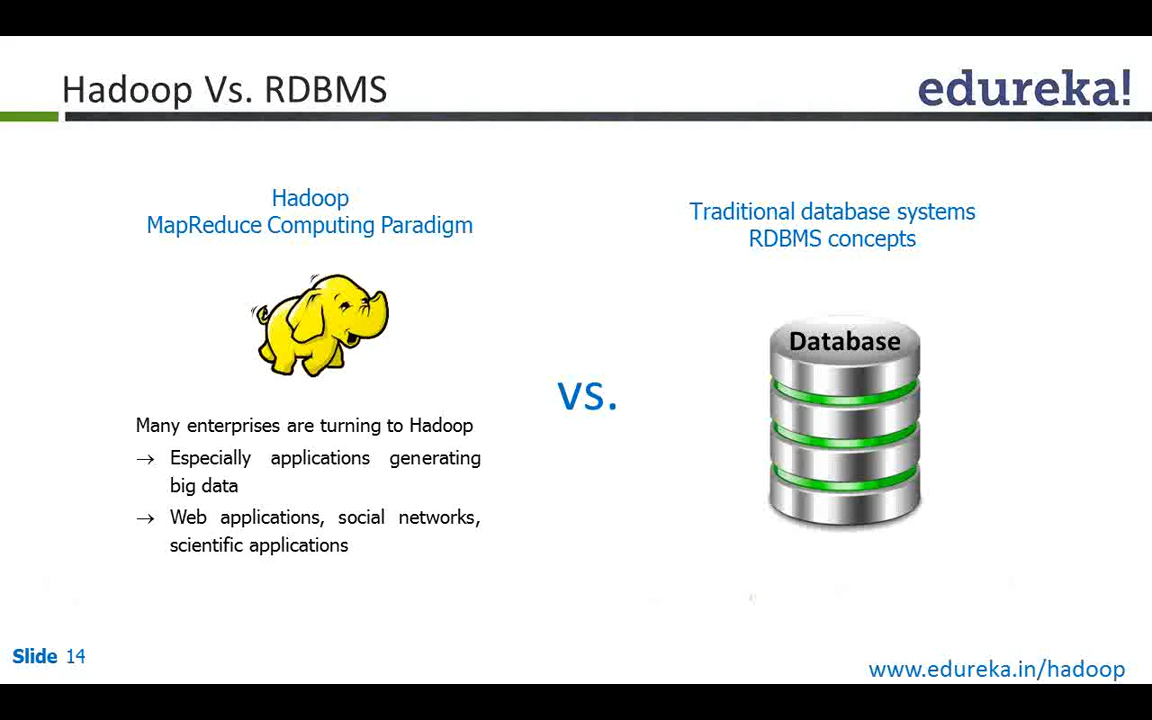 Hadoop Vs. RDBMS
edureka!
Hadoop
MapReduce Computing Paradigm
Many enterprises are turning to Hadoop
→ Especially applications generating
big data
→ Web applications, social networks,
scientific applications
vs.
Traditional database systems
RDBMS concepts
Database
Slide 14
www.edureka.in/hadoop